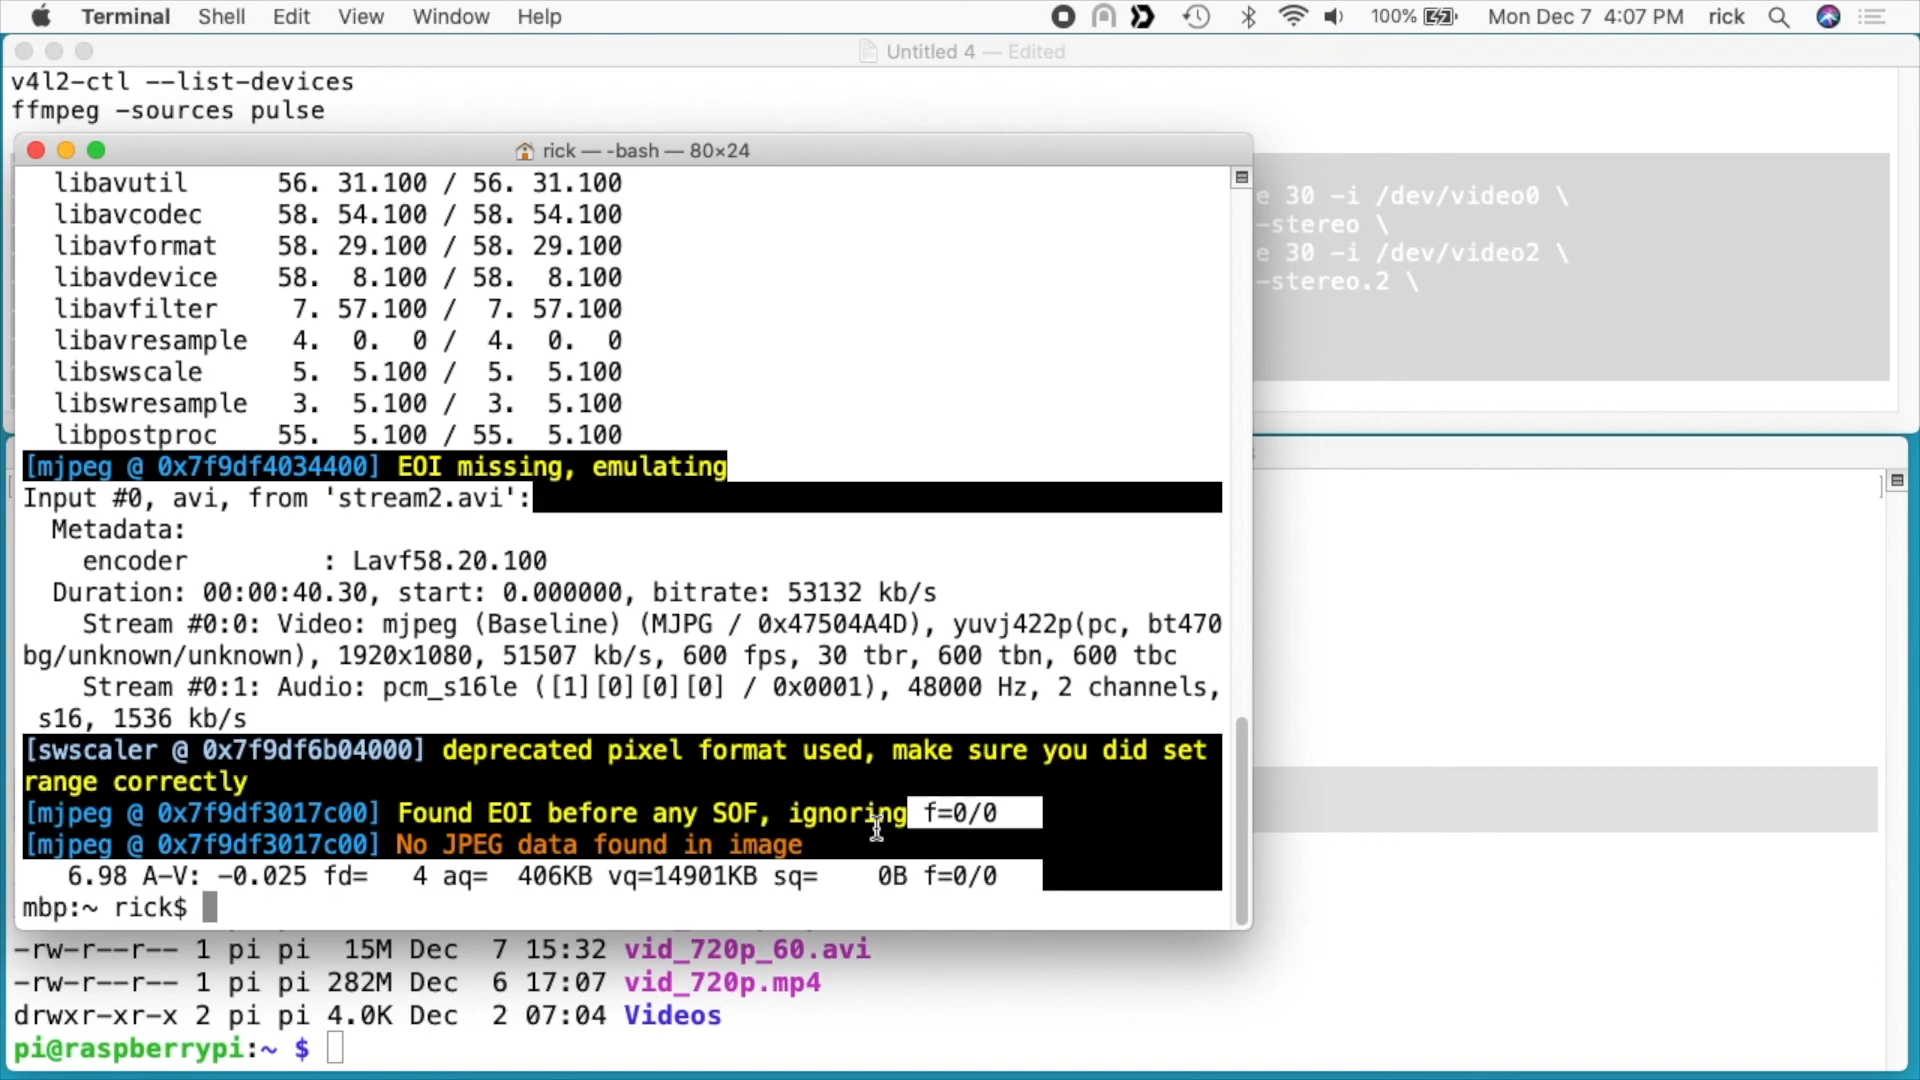 Terminal Shell Edit View Window Help 100% Mon Dec 7 4:07 PM rick
Untitled 4 — Edited
v4l2-ctl --list-devices
ffmpeg -sources pulse
rick — -bash — 80×24
e 30 -i /dev/video0 \
-stereo \
e 30 -i /dev/video2 \
-stereo.2 \
libavutil 56. 31.100 / 56. 31.100
libavcodec 58. 54.100 / 58. 54.100
libavformat 58. 29.100 / 58. 29.100
libavdevice 58. 8.100 / 58. 8.100
libavfilter 7. 57.100 / 7. 57.100
libavresample 4. 0. 0 / 4. 0. 0
libswscale 5. 5.100 / 5. 5.100
libswresample 3. 5.100 / 3. 5.100
libpostproc 55. 5.100 / 55. 5.100
[mjpeg @ 0x7f9df4034400] EOI missing, emulating
Input #0, avi, from 'stream2.avi':
Metadata:
encoder : Lavf58.20.100
Duration: 00:00:40.30, start: 0.000000, bitrate: 53132 kb/s
Stream #0:0: Video: mjpeg (Baseline) (MJPG / 0x47504A4D), yuvj422p(pc, bt470
bg/unknown/unknown), 1920x1080, 51507 kb/s, 600 fps, 30 tbr, 600 tbn, 600 tbc
Stream #0:1: Audio: pcm_s16le ([1][0][0][0] / 0x0001), 48000 Hz, 2 channels,
s16, 1536 kb/s
[swscaler @ 0x7f9df6b04000] deprecated pixel format used, make sure you did set
range correctly
[mjpeg @ 0x7f9df3017c00] Found EOI before any SOF, ignoring f=0/0
[mjpeg @ 0x7f9df3017c00] No JPEG data found in image
6.98 A-V: -0.025 fd= 4 aq= 406KB vq=14901KB sq= 0B f=0/0
mbp:~ rick$
-rw-r--r-- 1 pi pi 15M Dec 7 15:32 vid_720p_60.avi
-rw-r--r-- 1 pi pi 282M Dec 6 17:07 vid_720p.mp4
drwxr-xr-x 2 pi pi 4.0K Dec 2 07:04 Videos
pi@raspberrypi:~ $